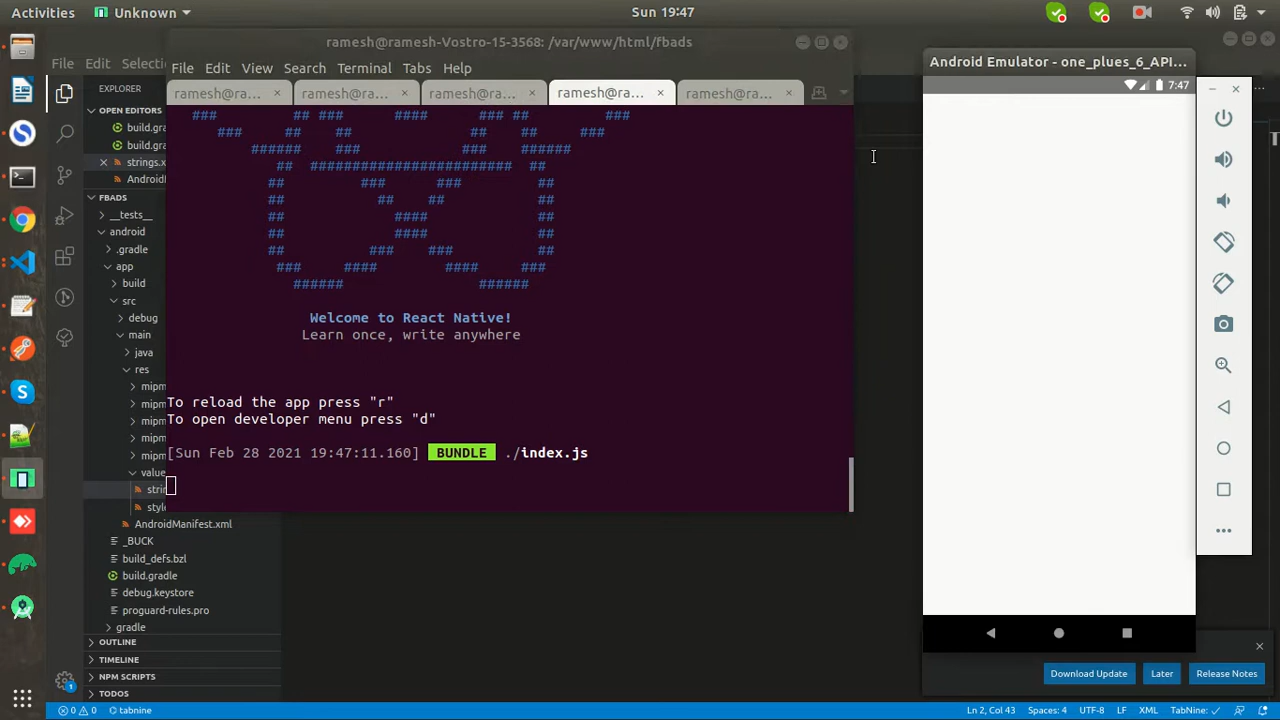 Activities
Unknown
Sun 19:47
ramesh@ramesh-Vostro-15-3568: /var/www/html/fbads
File Edit View Search Terminal Tabs Help
File Edit Selecti
ramesh@ra... × ramesh@ra... × ramesh@ra... × ramesh@ra... × ramesh@ra... ×
### ## ### #### ### ## ###
### ## ## ## ## ###
###### ### ### ######
## ######################## ##
## ### ### ##
## ## ## ##
## #### ##
## #### ##
## ### ### ##
### #### #### ###
###### ######
Welcome to React Native!
Learn once, write anywhere
To reload the app press "r"
To open developer menu press "d"
[Sun Feb 28 2021 19:47:11.160] BUNDLE ./index.js
EXPLORER
OPEN EDITORS
build.gra
build.gra
strings.x
Android
FBADS
__tests__
android
.gradle
app
build
src
debug
main
java
res
mipm
mipm
mipm
mipm
mipm
value
strin
style
AndroidManifest.xml
_BUCK
build_defs.bzl
build.gradle
debug.keystore
proguard-rules.pro
gradle
OUTLINE
TIMELINE
NPM SCRIPTS
TODOS
Android Emulator - one_plues_6_API...
7:47
Download Update Later Release Notes
1
0 0 tabnine
Ln 2, Col 43 Spaces: 4 UTF-8 LF XML TabNine: ✓